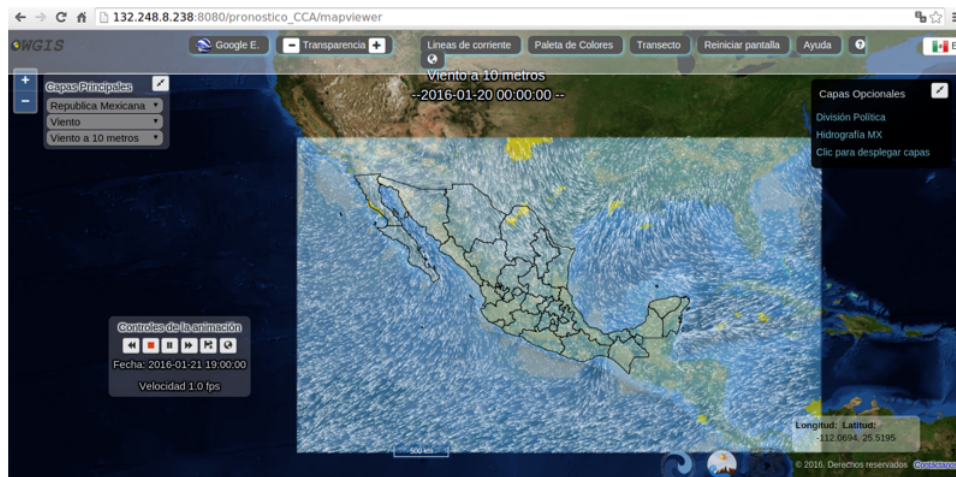 132.248.8.238:8080/pronostico_CCA/mapviewer
OWGIS
Google E.
Transparencia
Lineas de corriente
Paleta de Colores
Transecto
Reiniciar pantalla
Ayuda
Viento a 10 metros
--2016-01-20 00:00:00 --
Capas Principales
Republica Mexicana
Viento
Viento a 10 metros
Capas Opcionales
División Política
Hidrografía MX
Clic para desplegar capas
Controles de la animación
Fecha: 2016-01-21 19:00:00
Velocidad 1.0 fps
500 km
Longitud: Latitud:
-112.0694, 25.5195
© 2016. Derechos reservados Contáctanos